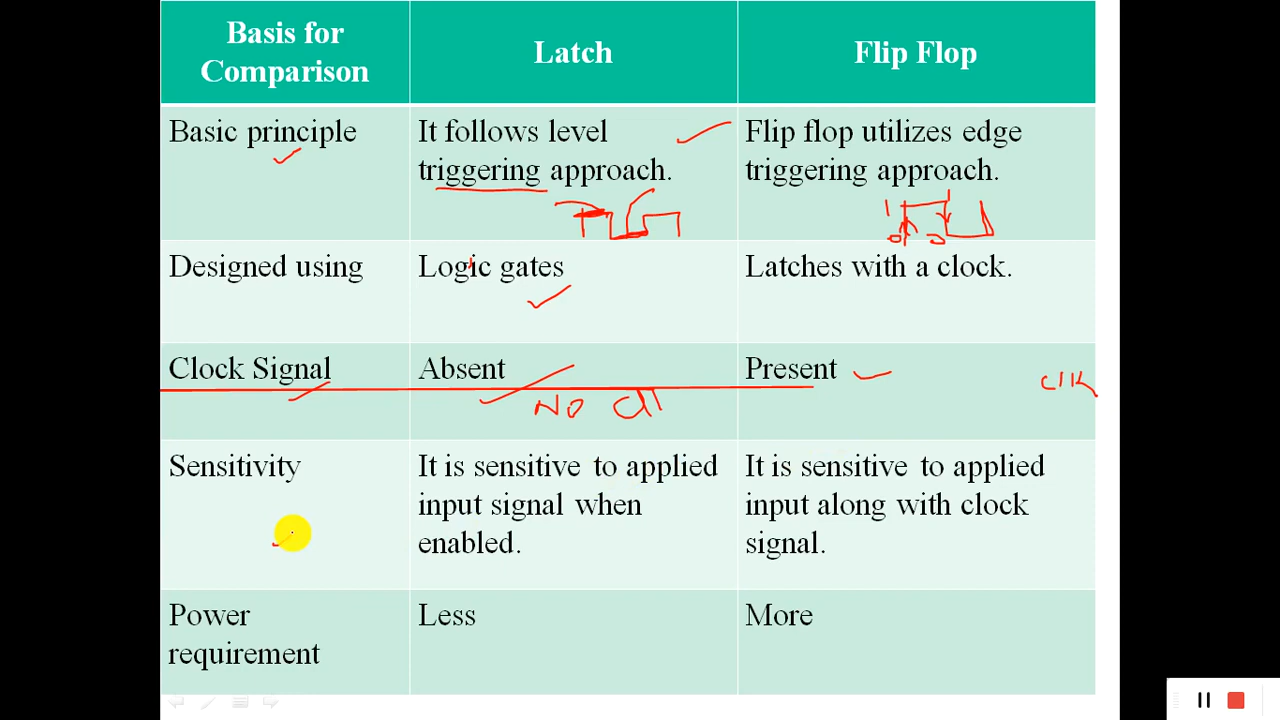 Basis for
Comparison
Latch
Flip Flop
Basic principle
It follows level
triggering approach.
Flip flop utilizes edge
triggering approach.
1
0
Designed using
Logic gates
Latches with a clock.
Clock Signal
Absent
NO
Present
Clk
Sensitivity
It is sensitive to applied
input signal when
enabled.
It is sensitive to applied
input along with clock
signal.
Power
requirement
Less
More